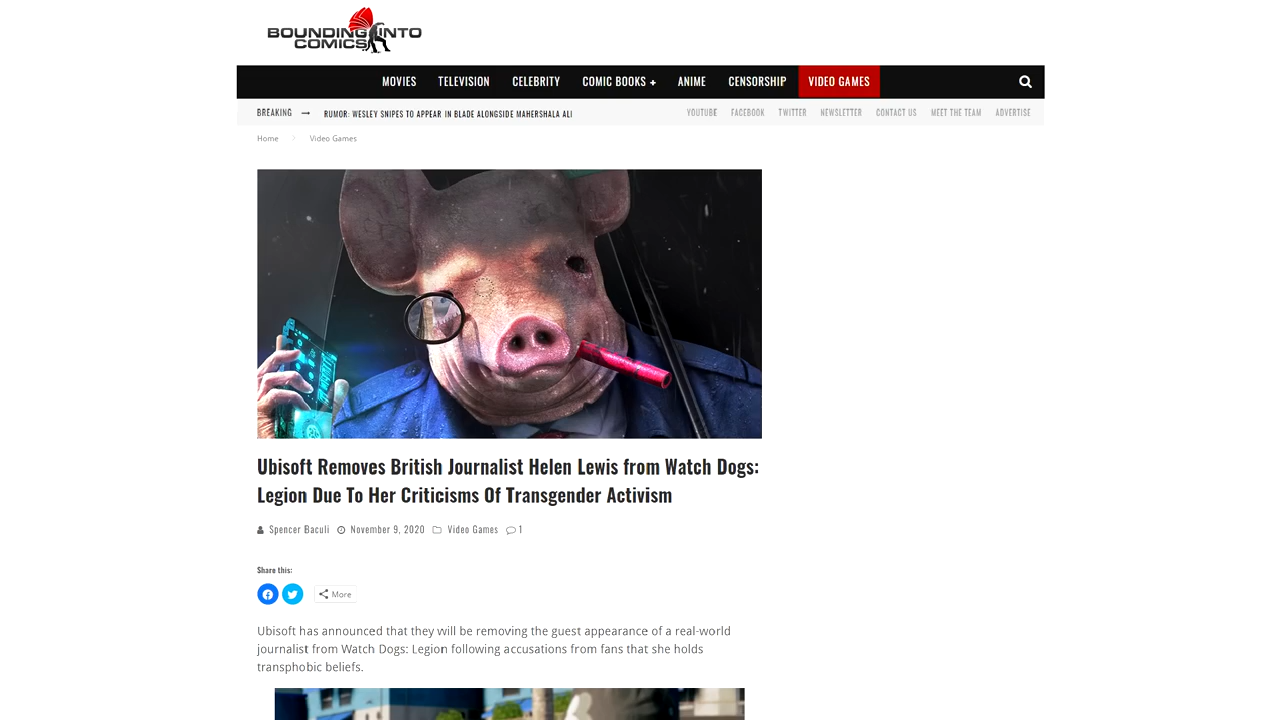 BOUNDING INTO
COMICS
MOVIES TELEVISION CELEBRITY COMIC BOOKS + ANIME CENSORSHIP VIDEO GAMES
BREAKING → RUMOR: WESLEY SNIPES TO APPEAR IN BLADE ALONGSIDE MAHERSHALA ALI YOUTUBE FACEBOOK TWITTER NEWSLETTER CONTACT US MEET THE TEAM ADVERTISE
Home > Video Games
Ubisoft Removes British Journalist Helen Lewis from Watch Dogs:
Legion Due To Her Criticisms Of Transgender Activism
Spencer Baculi November 9, 2020 Video Games 1
Share this:
More
Ubisoft has announced that they will be removing the guest appearance of a real-world
journalist from Watch Dogs: Legion following accusations from fans that she holds
transphobic beliefs.